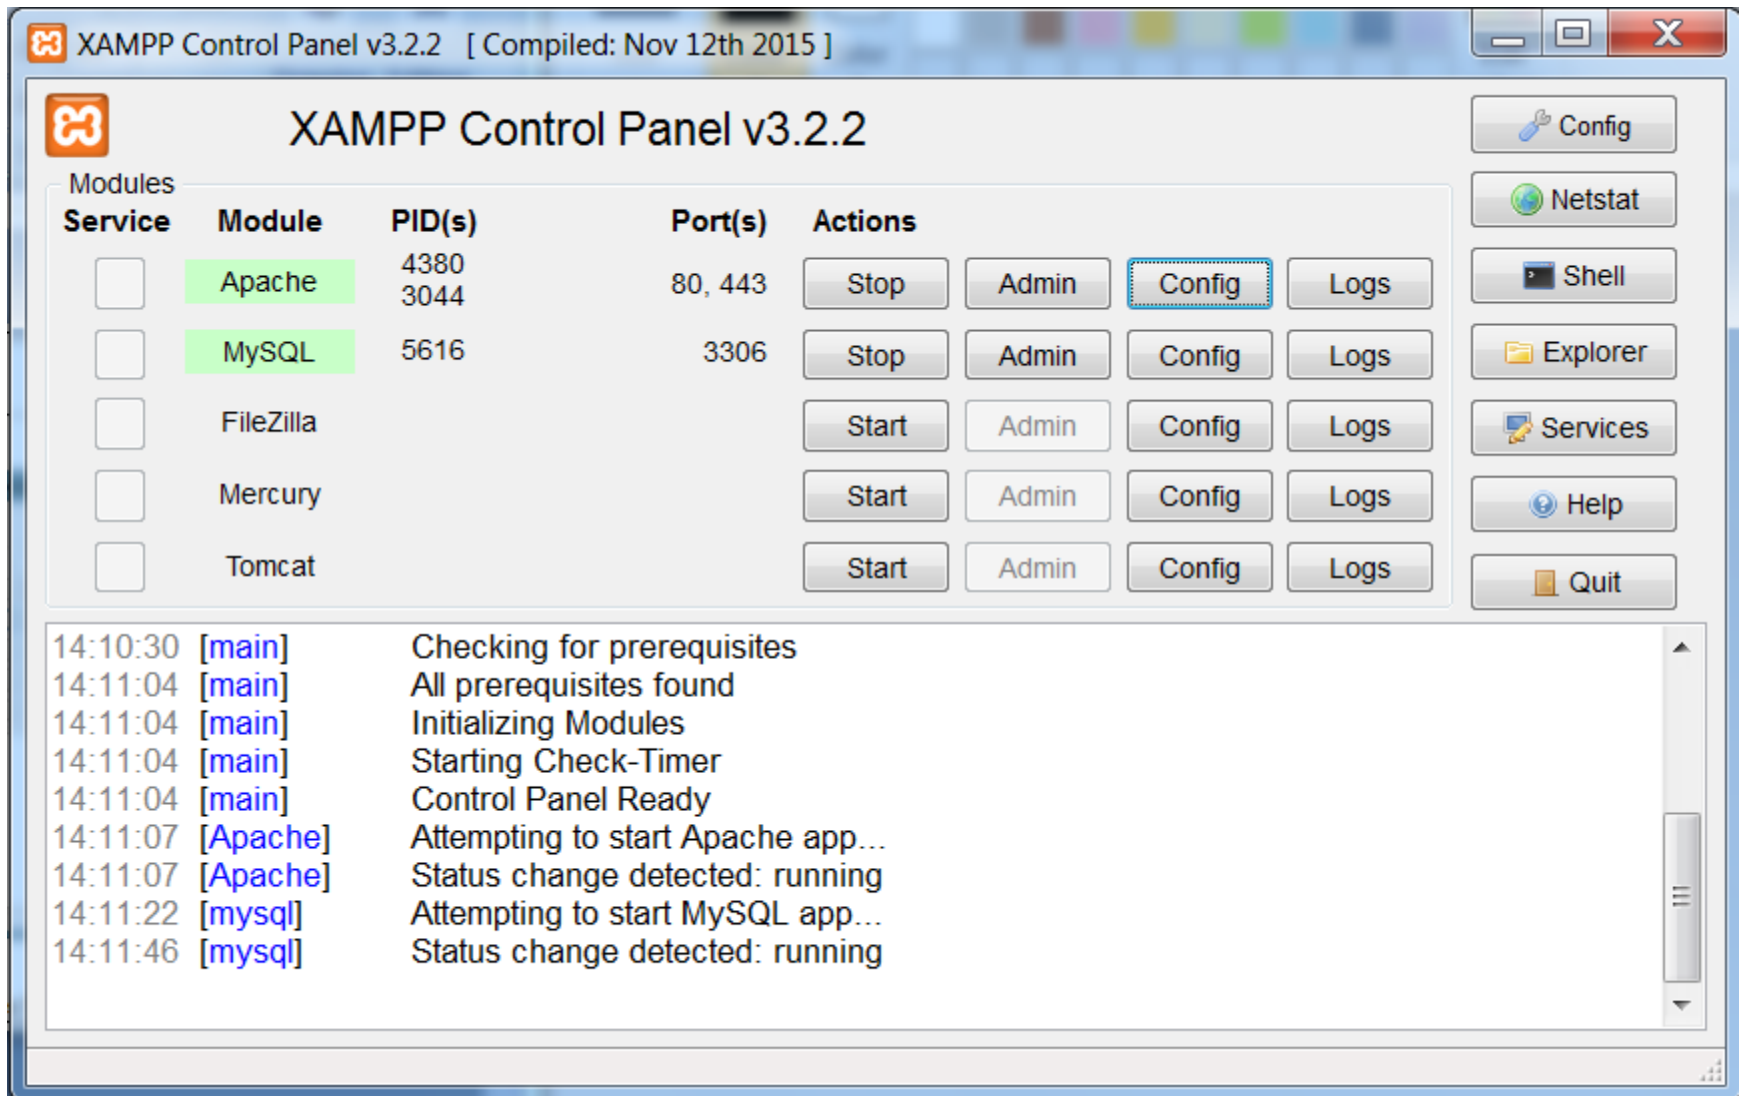 XAMPP Control Panel v3.2.2 [ Compiled: Nov 12th 2015 ]
XAMPP Control Panel v3.2.2
Config
Modules
Service Module PID(s) Port(s) Actions
Netstat
Apache 4380 3044 80, 443 Stop Admin Config Logs
Shell
MySQL 5616 3306 Stop Admin Config Logs
Explorer
FileZilla Start Admin Config Logs
Services
Mercury Start Admin Config Logs
Help
Tomcat Start Admin Config Logs
Quit
14:10:30 [main] Checking for prerequisites
14:11:04 [main] All prerequisites found
14:11:04 [main] Initializing Modules
14:11:04 [main] Starting Check-Timer
14:11:04 [main] Control Panel Ready
14:11:07 [Apache] Attempting to start Apache app...
14:11:07 [Apache] Status change detected: running
14:11:22 [mysql] Attempting to start MySQL app...
14:11:46 [mysql] Status change detected: running